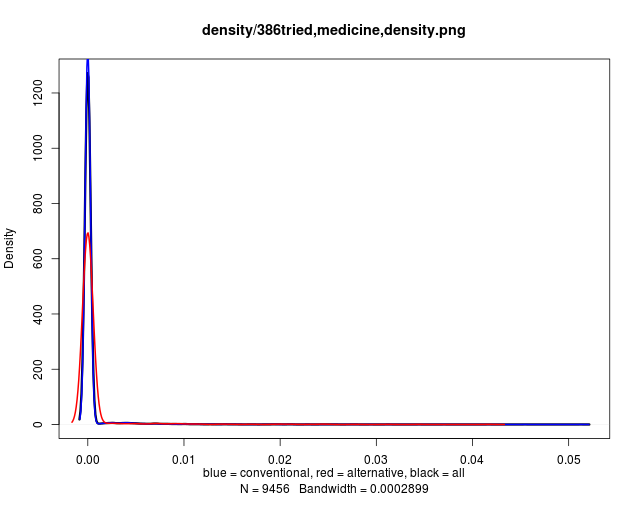 density/386tried,medicine,density.png
Density
0
200
400
600
800
1000
1200
0.00 0.01 0.02 0.03 0.04 0.05
blue = conventional, red = alternative, black = all
N = 9456 Bandwidth = 0.0002899